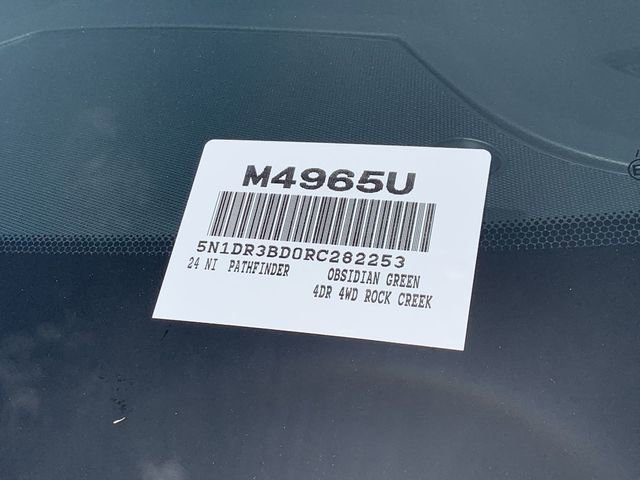 M4965U
5N1DR3BD0RC282253
24 NI PATHFINDER OBSIDIAN GREEN
4DR 4WD ROCK CREEK